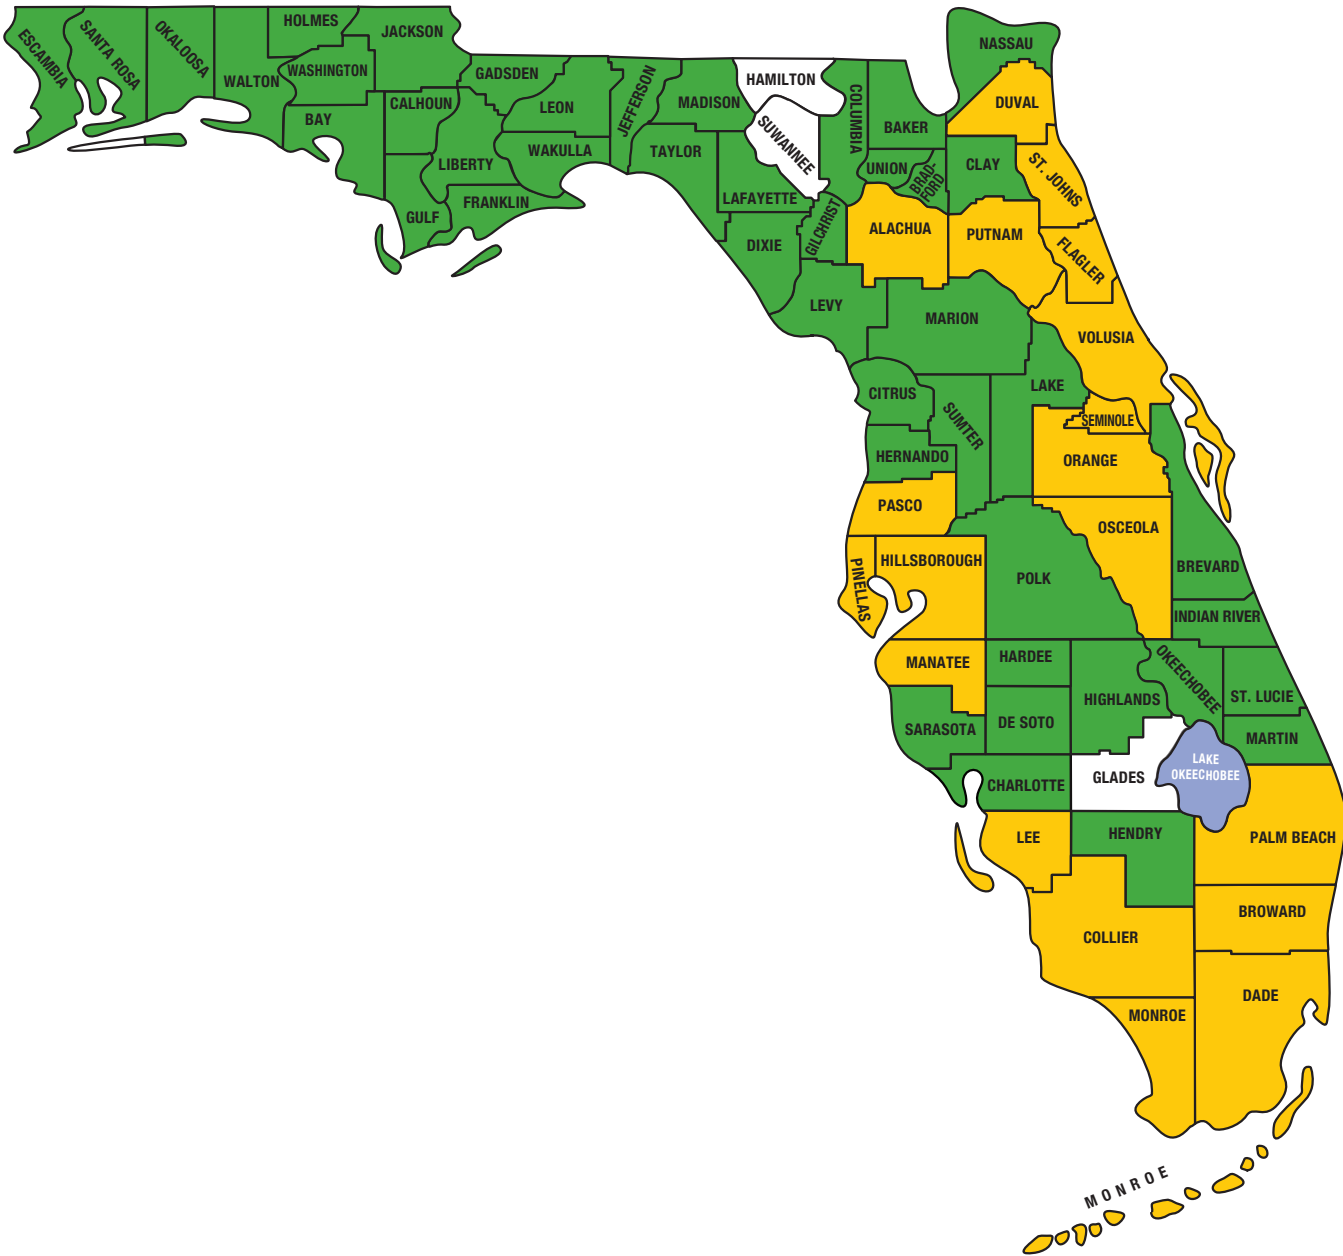 ESCAMBIA
SANTA ROSA
OKALOOSA
WALTON
HOLMES
WASHINGTON
JACKSON
BAY
CALHOUN
GULF
LIBERTY
GADSDEN
FRANKLIN
LEON
WAKULLA
JEFFERSON
MADISON
TAYLOR
HAMILTON
SUWANNEE
LAFAYETTE
DIXIE
COLUMBIA
GILCHRIST
BAKER
UNION
BRAD-
FORD
NASSAU
DUVAL
CLAY
ST. JOHNS
ALACHUA
PUTNAM
FLAGLER
LEVY
MARION
VOLUSIA
CITRUS
SUMTER
LAKE
SEMINOLE
HERNANDO
ORANGE
PASCO
OSCEOLA
PINELLAS
HILLSBOROUGH
POLK
BREVARD
INDIAN RIVER
MANATEE
HARDEE
HIGHLANDS
OKEECHOBEE
ST. LUCIE
SARASOTA
DE SOTO
MARTIN
CHARLOTTE
GLADES
LAKE
OKEECHOBEE
LEE
HENDRY
PALM BEACH
COLLIER
BROWARD
MONROE
DADE
MONROE